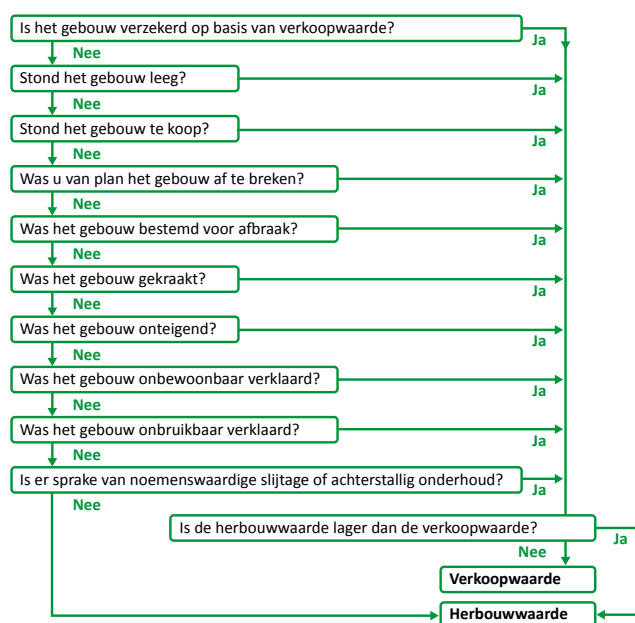 Is het gebouw verzekerd op basis van verkoopwaarde?
Ja
Nee
Stond het gebouw leeg?
Ja
Nee
Stond het gebouw te koop?
Ja
Nee
Was u van plan het gebouw af te breken?
Ja
Nee
Was het gebouw bestemd voor afbraak?
Ja
Nee
Was het gebouw gekraakt?
Ja
Nee
Was het gebouw onteigend?
Ja
Nee
Was het gebouw onbewoonbaar verklaard?
Ja
Nee
Was het gebouw onbruikbaar verklaard?
Ja
Nee
Is er sprake van noemenswaardige slijtage of achterstallig onderhoud?
Ja
Nee
Is de herbouwwaarde lager dan de verkoopwaarde?
Ja
Nee
Verkoopwaarde
Herbouwwaarde